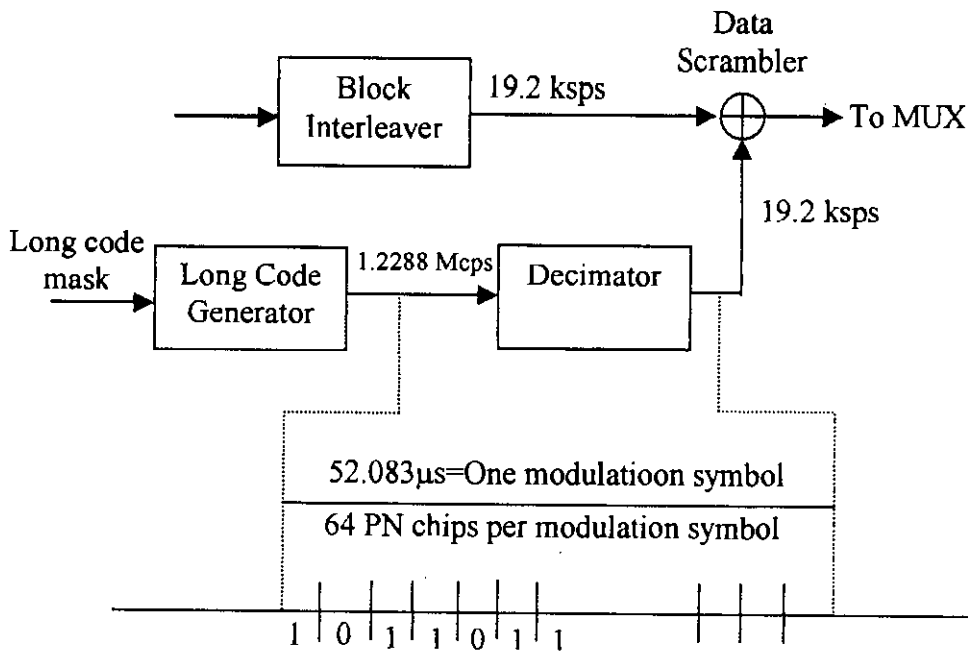 Data
Scrambler
Block
Interleaver
19.2 ksps
To MUX
19.2 ksps
Long code
mask
Long Code
Generator
1.2288 Mcps
Decimator
52.083µs=One modulatioon symbol
64 PN chips per modulation symbol
1 0 1 1 0 1 1